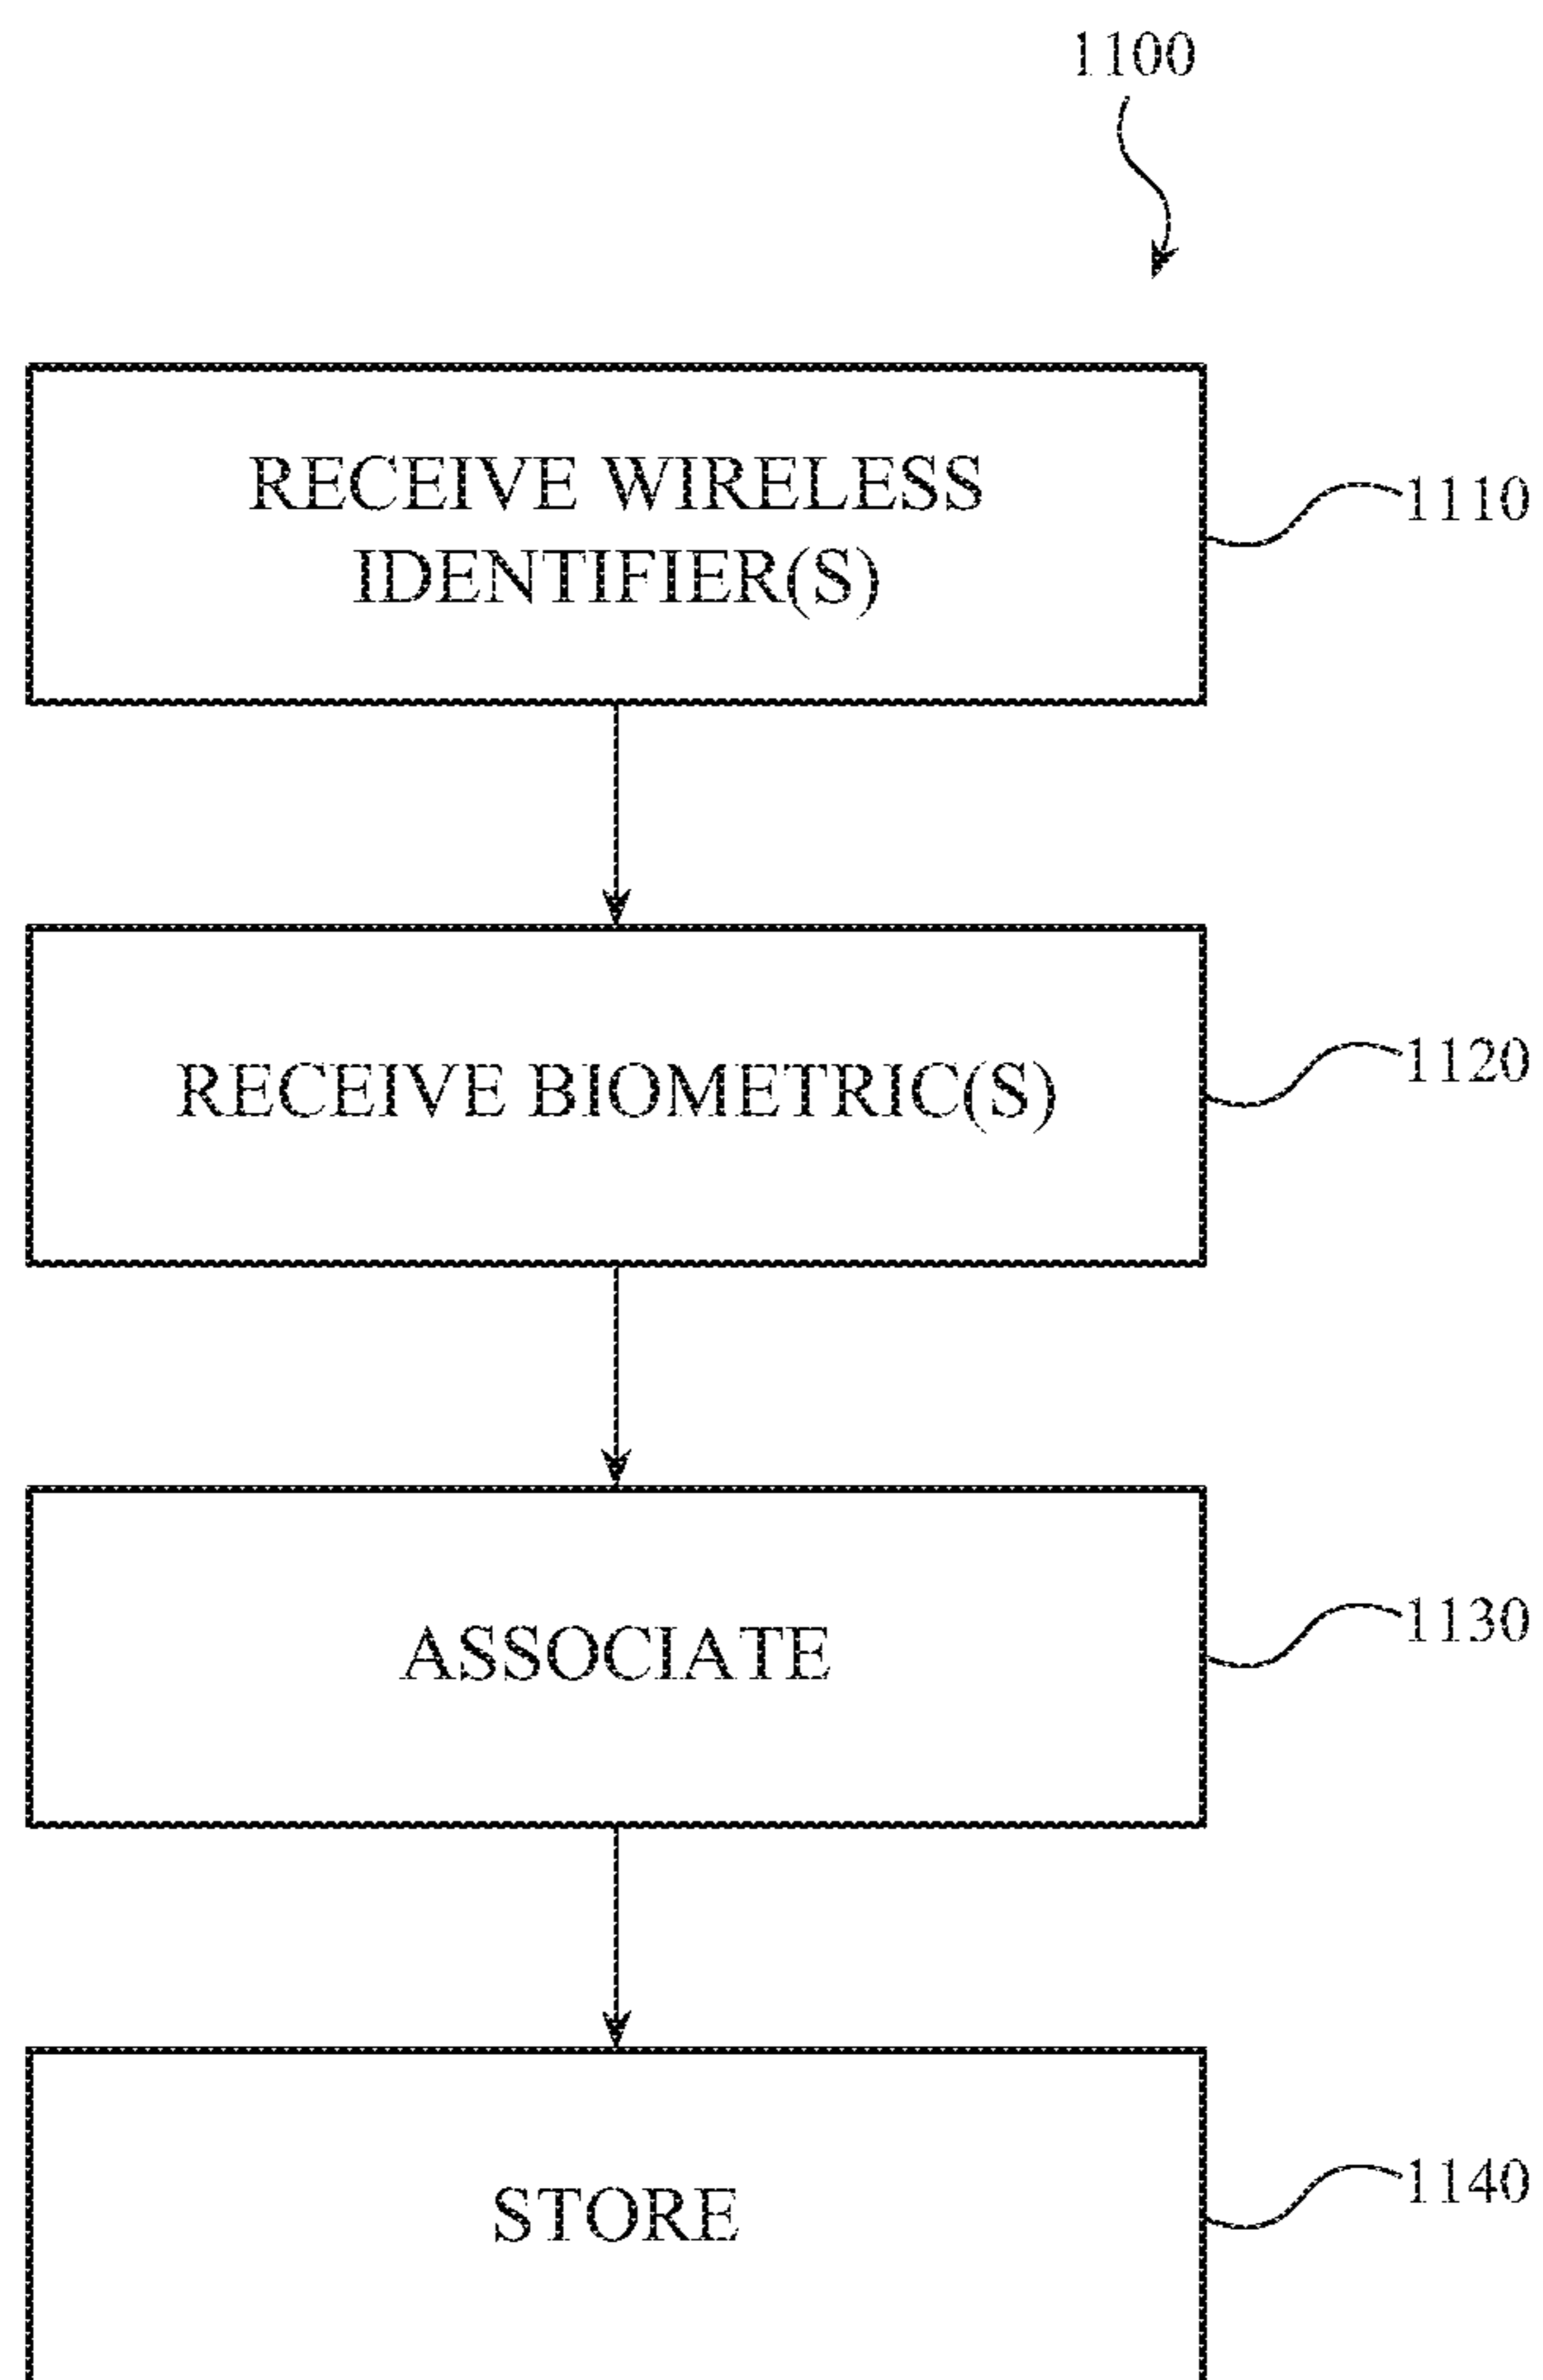 1100
RECEIVE WIRELESS
IDENTIFIER(S)
1110
RECEIVE BIOMETRIC(S)
1120
ASSOCIATE
1130
STORE
1140